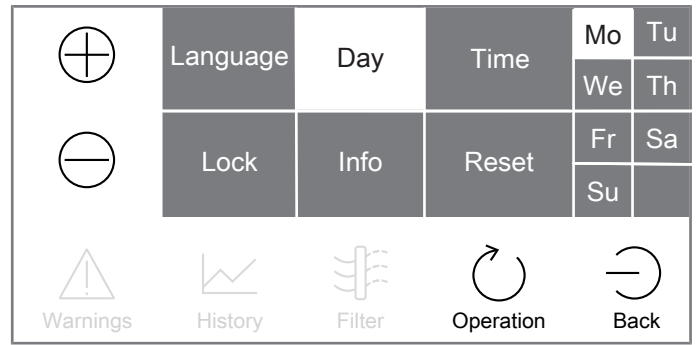 Language
Day
Time
Mo
Tu
We
Th
Lock
Info
Reset
Fr
Sa
Su
Warnings
History
Filter
Operation
Back